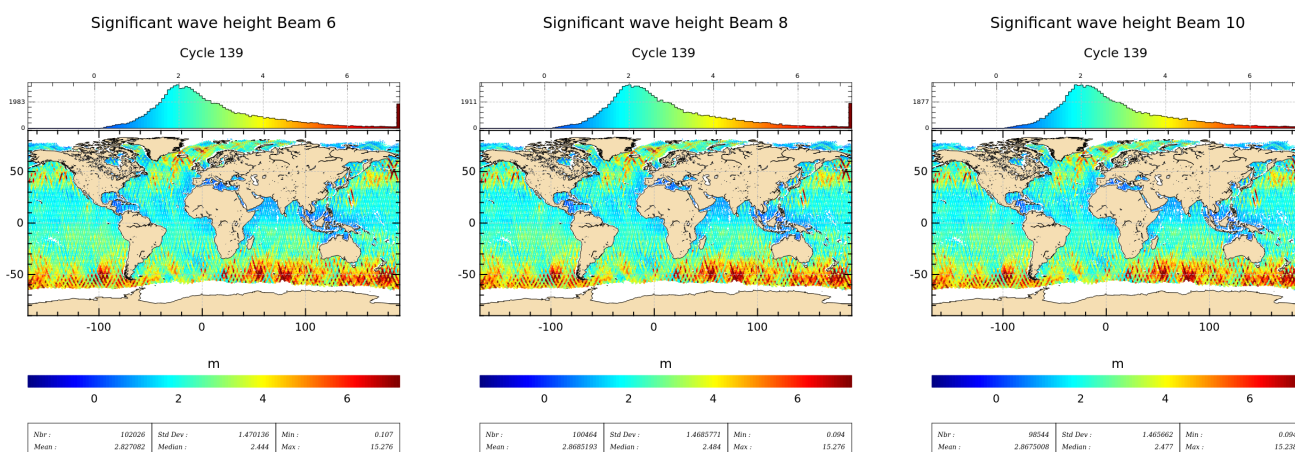 Significant wave height Beam 6
Cycle 139
0 2 4 6
1983
0
50
0
-50
-100 0 100
m
0 2 4 6
Nbr : 102026 Std Dev : 1.470136 Min : 0.107
Mean : 2.827082 Median : 2.444 Max : 15.276
Significant wave height Beam 8
Cycle 139
0 2 4 6
1911
0
50
0
-50
-100 0 100
m
0 2 4 6
Nbr : 100464 Std Dev : 1.4685771 Min : 0.094
Mean : 2.8685193 Median : 2.484 Max : 15.276
Significant wave height Beam 10
Cycle 139
0 2 4 6
1877
0
50
0
-50
-100 0 100
m
0 2 4 6
Nbr : 98544 Std Dev : 1.465662 Min : 0.094
Mean : 2.8675008 Median : 2.477 Max : 15.238